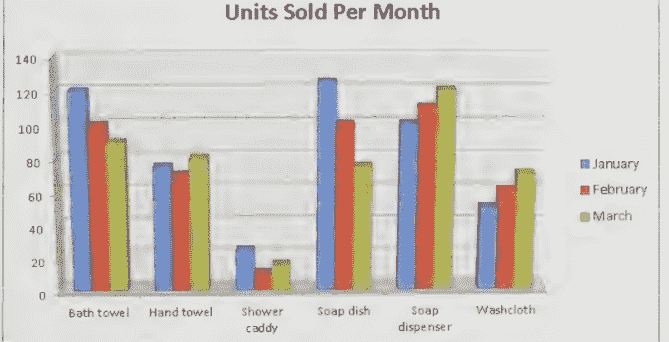 Units Sold Per Month
140
120
100
80
60
40
20
0
Bath towel
Hand towel
Shower
caddy
Soap dish
Soap
dispenser
Washcloth
January
February
March